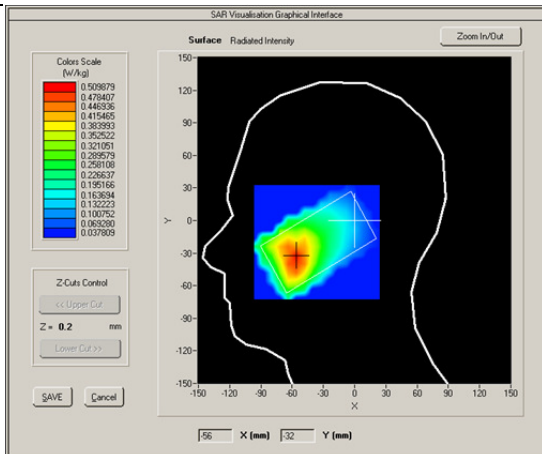 SAR Visualisation Graphical Interface
Surface Radiated Intensity
Zoom In/Out
Colors Scale
(W/kg)
0.509879
0.478407
0.446936
0.415465
0.383993
0.352522
0.321051
0.289579
0.258108
0.226637
0.195166
0.163694
0.132223
0.100752
0.069280
0.037809
Z-Cuts Control
<< Upper Cut
Z = 0.2 mm
Lower Cut >>
SAVE Cancel
150
120
90
60
30
0
-30
-60
-90
-120
-150
Y
-150 -120 -90 -60 -30 0 30 60 90 120 150
X
-56 X (mm) -32 Y (mm)